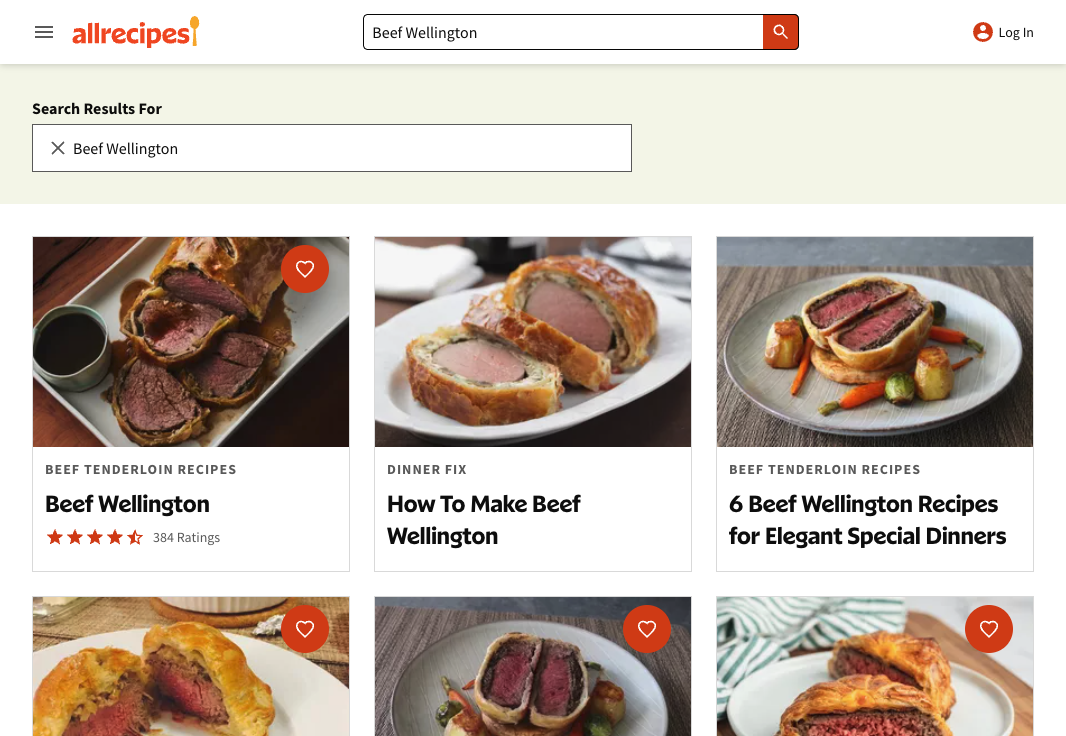 allrecipes
Beef Wellington
Log In
Search Results For
Beef Wellington
BEEF TENDERLOIN RECIPES
Beef Wellington
384 Ratings
DINNER FIX
How To Make Beef
Wellington
BEEF TENDERLOIN RECIPES
6 Beef Wellington Recipes
for Elegant Special Dinners